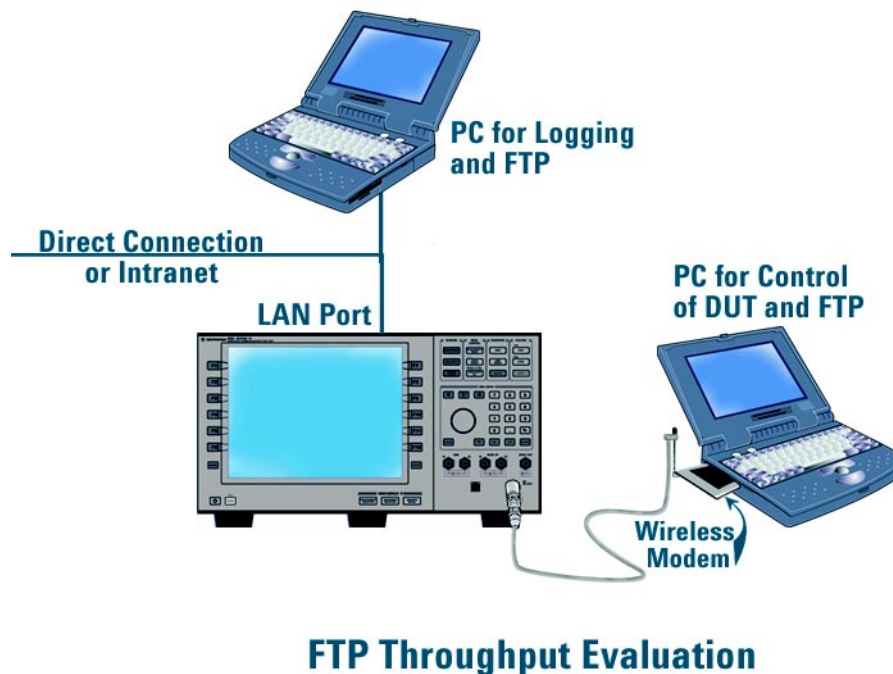 PC for Logging
and FTP
Direct Connection
or Intranet
LAN Port
PC for Control
of DUT and FTP
Wireless
Modem
FTP Throughput Evaluation